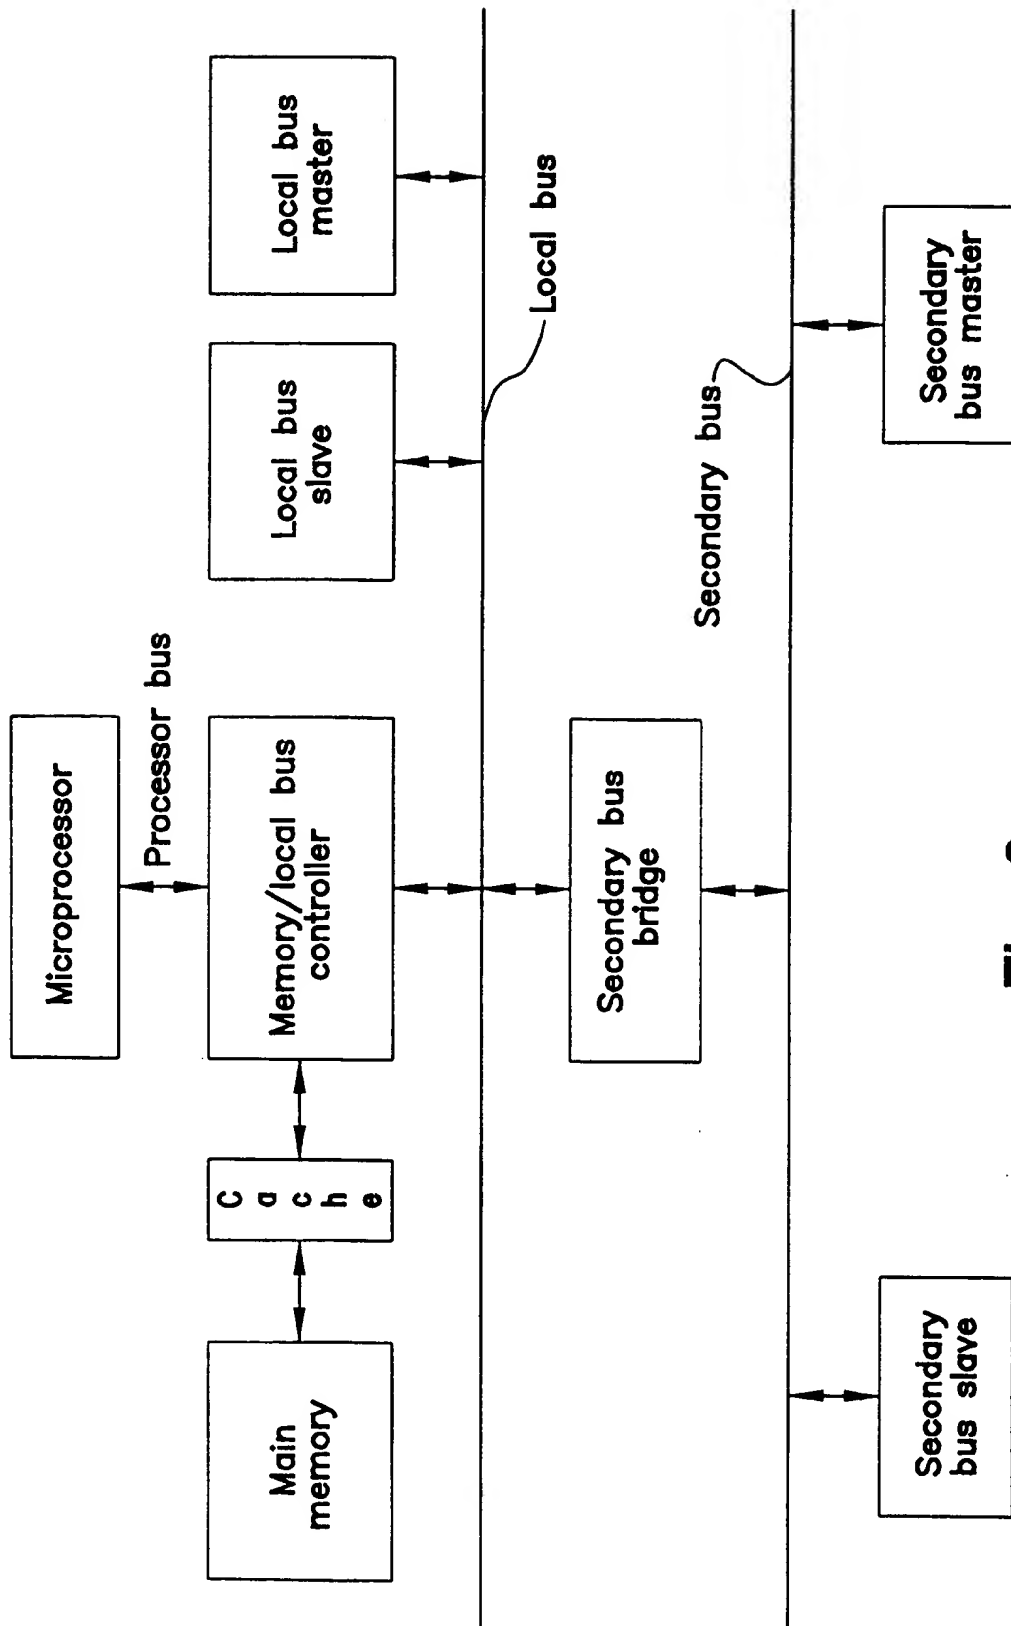 Microprocessor
Processor bus
Main
memory
Cache
Memory/local bus
controller
Local bus
slave
Local bus
master
Local bus
Secondary bus
bridge
Secondary bus
Secondary
bus slave
Secondary
bus master